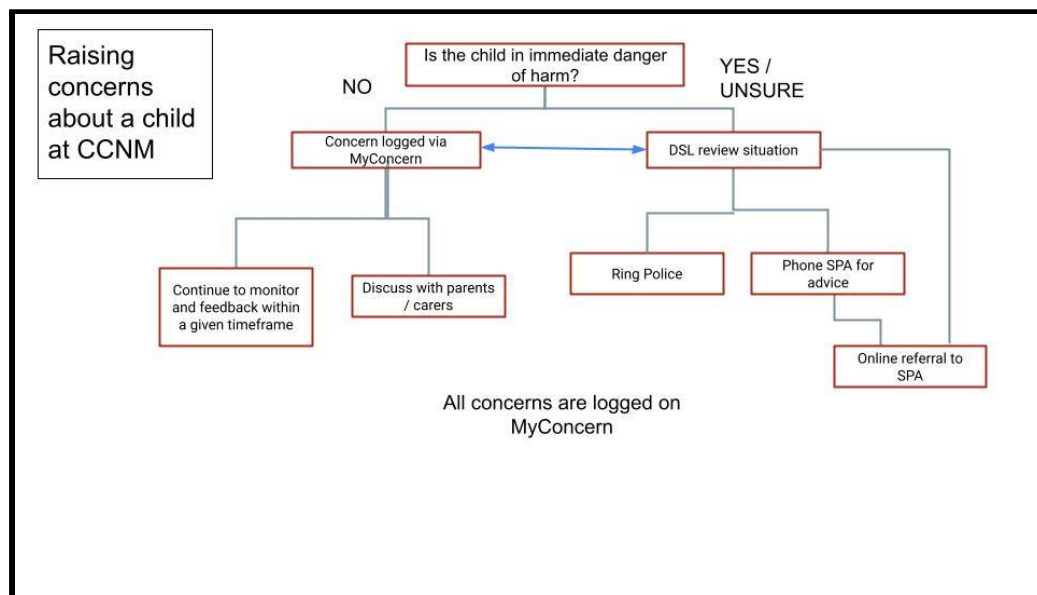 Raising
concerns
about a child
at CCNM
Is the child in immediate danger
of harm?
NO
YES /
UNSURE
Concern logged via
MyConcern
DSL review situation
Continue to monitor
and feedback within
a given timeframe
Discuss with parents
/ carers
Ring Police
Phone SPA for
advice
Online referral to
SPA
All concerns are logged on
MyConcern